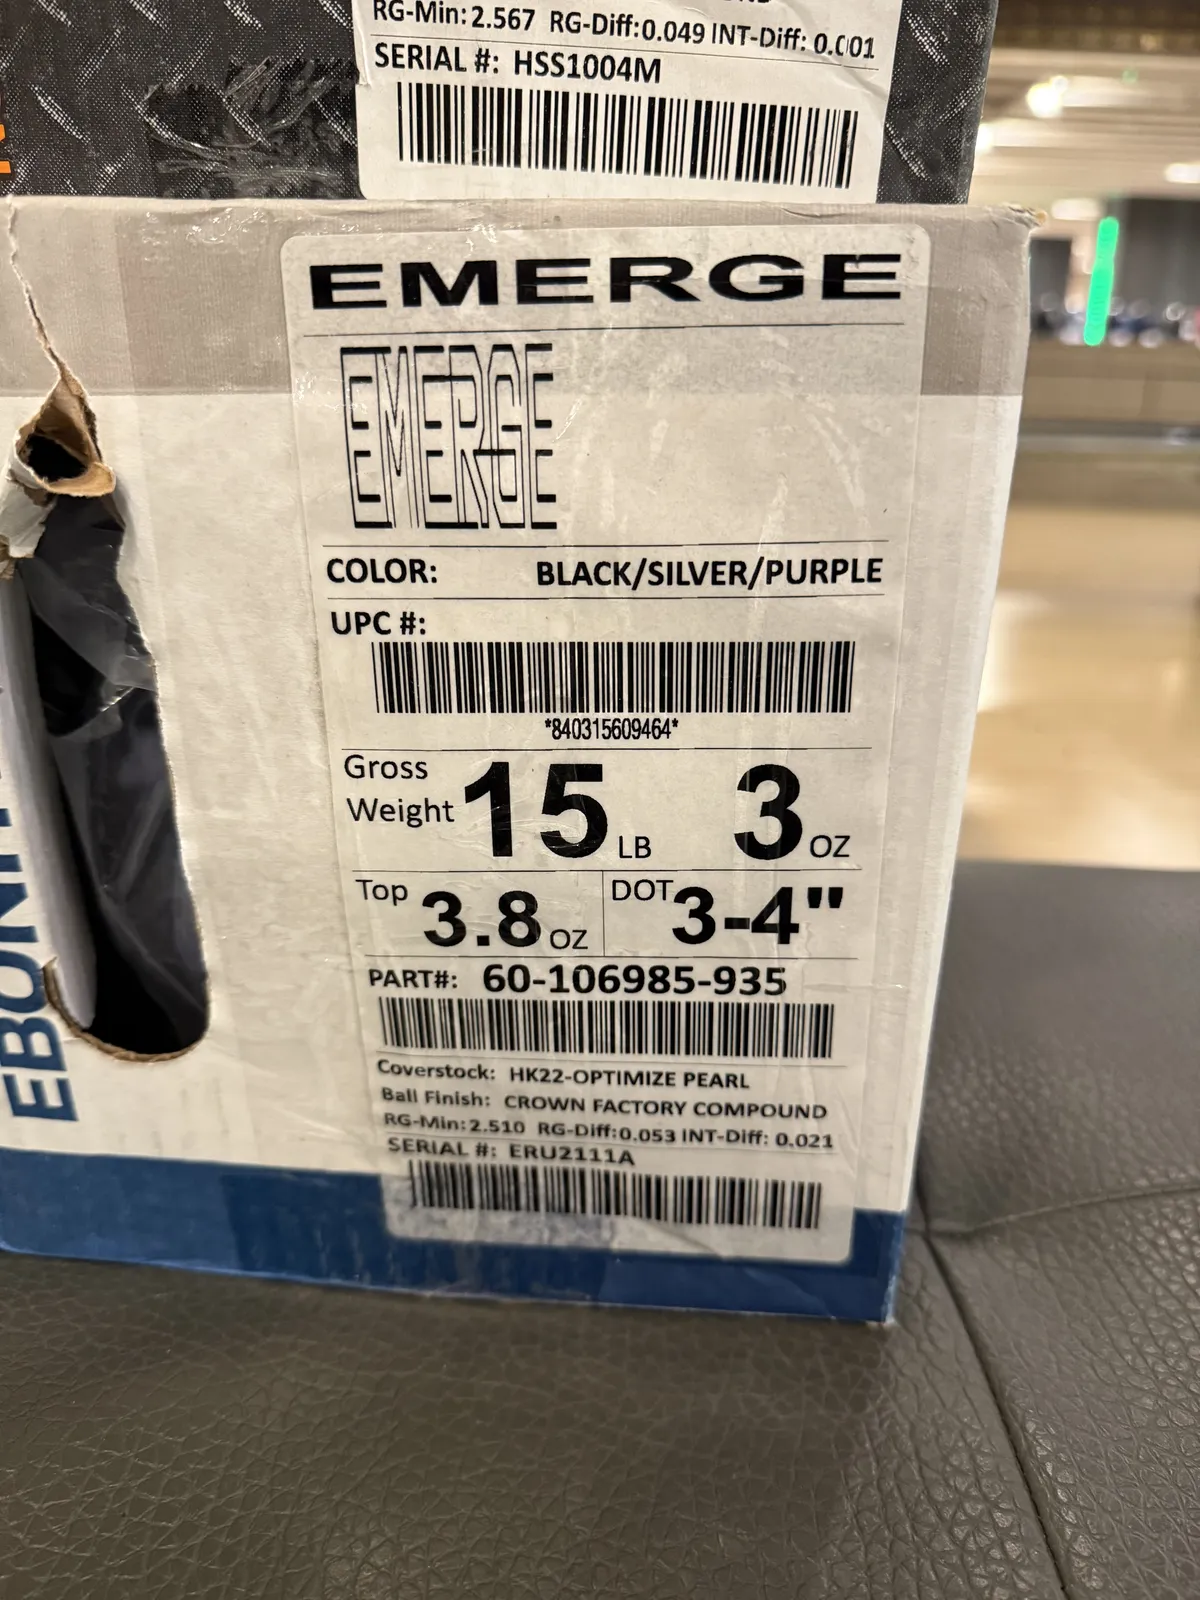 RG-Min: 2.567 RG-Diff:0.049 INT-Diff: 0.001
SERIAL #: HSS1004M
EMERGE
EMERGE
COLOR: BLACK/SILVER/PURPLE
UPC #:
*840315609464*
Gross
Weight 15 LB 3 OZ
Top 3.8 OZ DOT 3-4"
PART#: 60-106985-935
Coverstock: HK22-OPTIMIZE PEARL
Ball Finish: CROWN FACTORY COMPOUND
RG-Min:2.510 RG-Diff:0.053 INT-Diff: 0.021
SERIAL #: ERU2111A